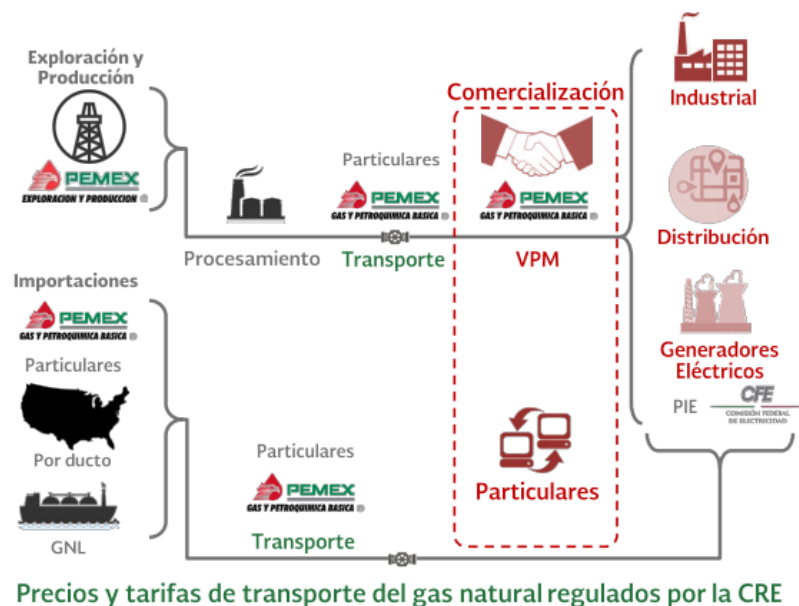 Exploración y
Producción
PEMEX
EXPLORACION Y PRODUCCION ®
Procesamiento
Particulares
PEMEX
GAS Y PETROQUIMICA BASICA ®
Transporte
Comercialización
PEMEX
GAS Y PETROQUIMICA BASICA ®
VPM
Industrial
Distribución
Generadores
Eléctricos
PIE
CFE
COMISIÓN FEDERAL
DE ELECTRICIDAD
Importaciones
PEMEX
GAS Y PETROQUIMICA BASICA ®
Particulares
Por ducto
GNL
Particulares
PEMEX
GAS Y PETROQUIMICA BASICA ®
Transporte
Particulares
Precios y tarifas de transporte del gas natural regulados por la CRE